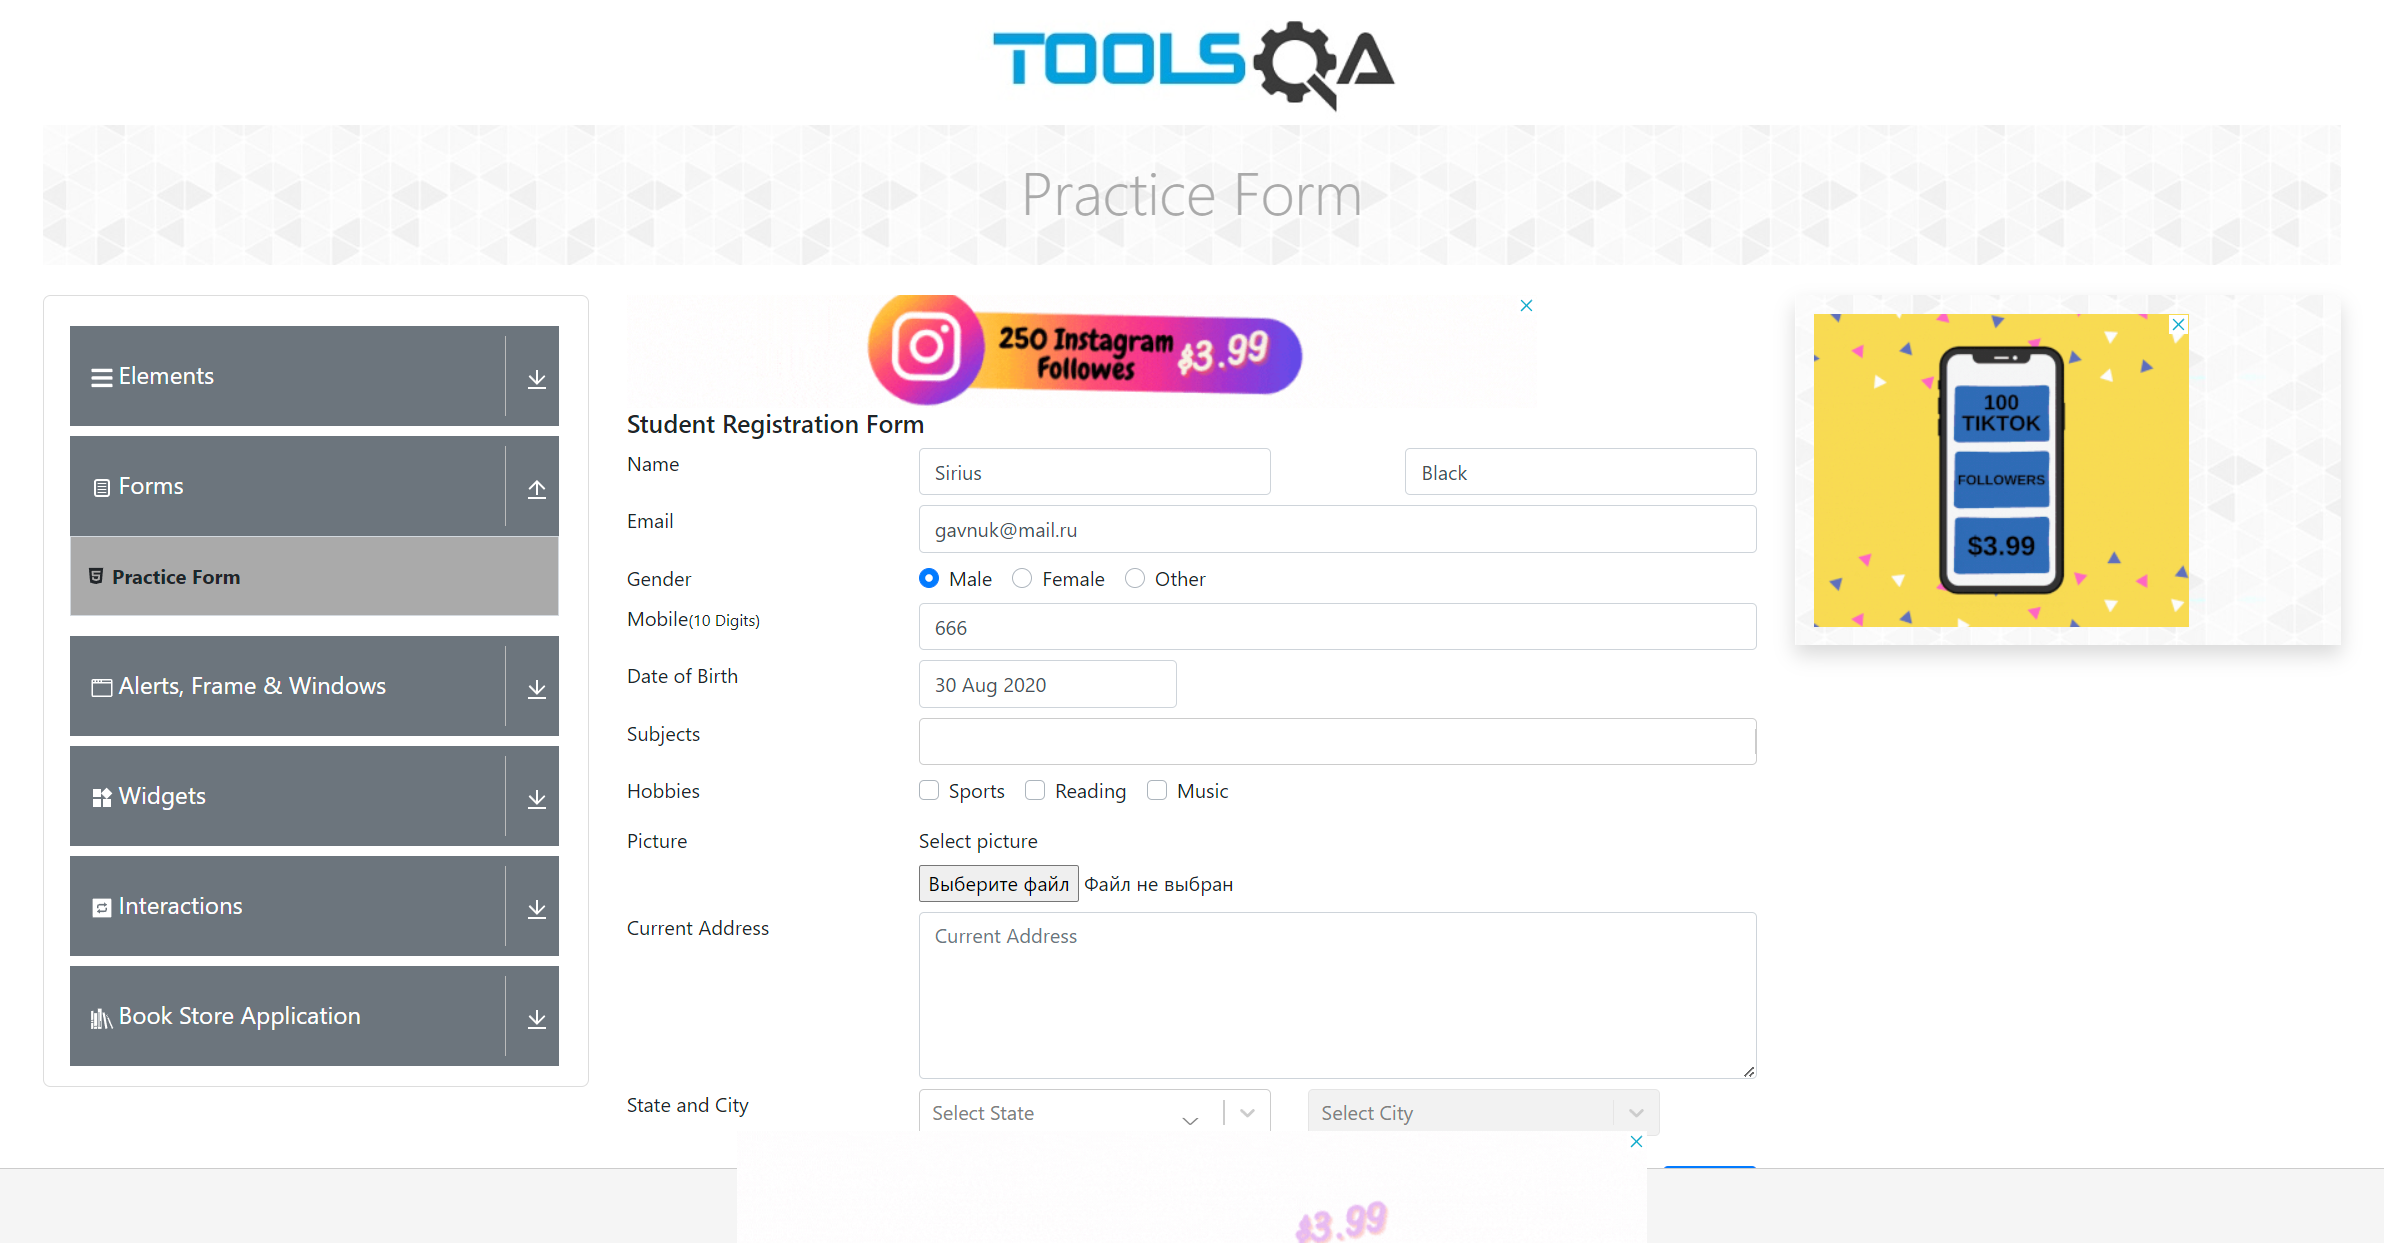 TOOLSQA
Practice Form
Elements
Forms
Practice Form
Alerts, Frame & Windows
Widgets
Interactions
Book Store Application
250 Instagram
Followes
$3.99
Student Registration Form
Name
Sirius
Black
Email
gavnuk@mail.ru
Gender
Male
Female
Other
Mobile(10 Digits)
666
Date of Birth
30 Aug 2020
Subjects
Hobbies
Sports
Reading
Music
Picture
Select picture
Выберите файл
Файл не выбран
Current Address
Current Address
State and City
Select State
Select City
$3.99
100
TIKTOK
FOLLOWERS
$3.99